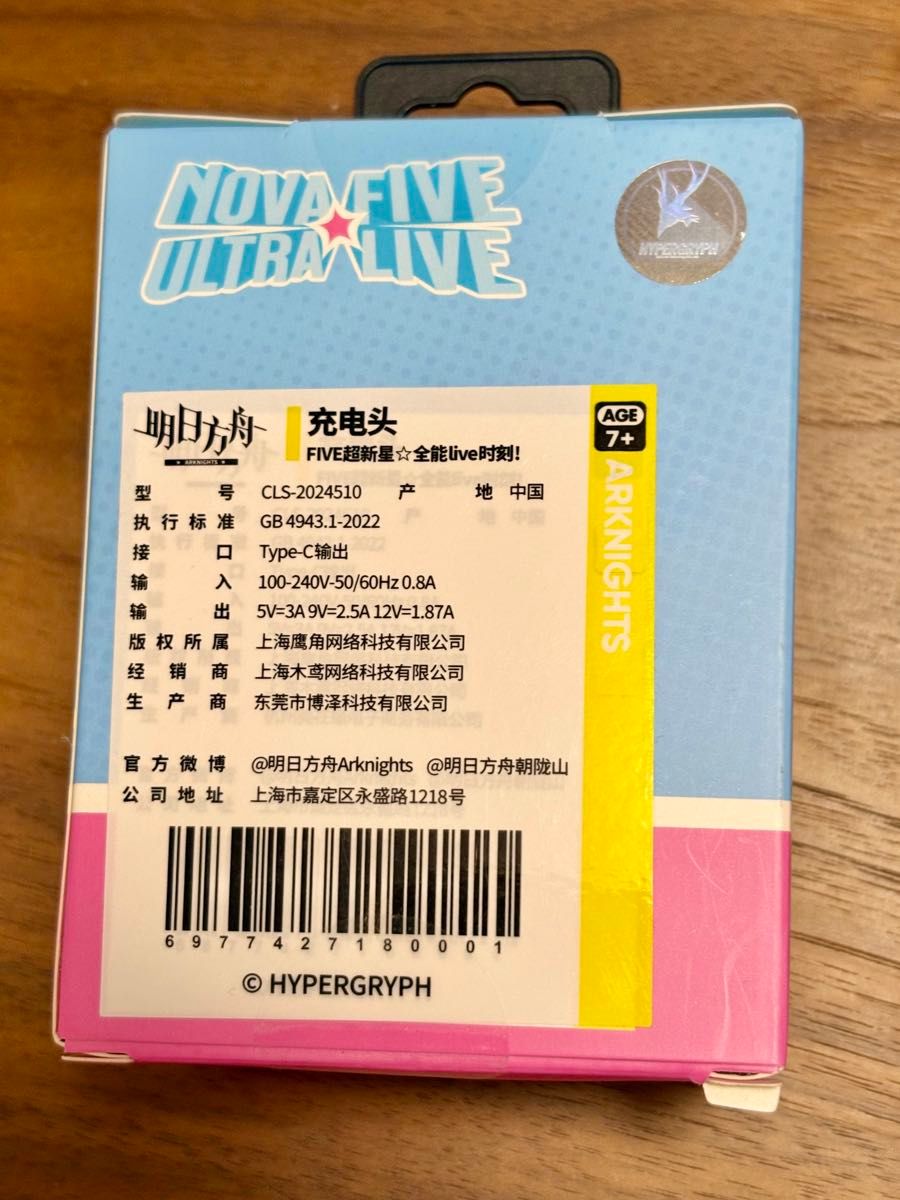 NOVA FIVE
ULTRA LIVE
HYPERGRYPH
明日方舟
ARKNIGHTS
充电头
FIVE超新星☆全能live时刻!
AGE
7+
ARKNIGHTS
型号 CLS-2024510 产地 中国
执行标准 GB 4943.1-2022
接口 Type-C输出
输入 100-240V-50/60Hz 0.8A
输出 5V=3A 9V=2.5A 12V=1.87A
版权所属 上海鹰角网络科技有限公司
经销商 上海木鸢网络科技有限公司
生产商 东莞市博泽科技有限公司
官方微博 @明日方舟Arknights @明日方舟朝陇山
公司地址 上海市嘉定区永盛路1218号
6977427180001
© HYPERGRYPH